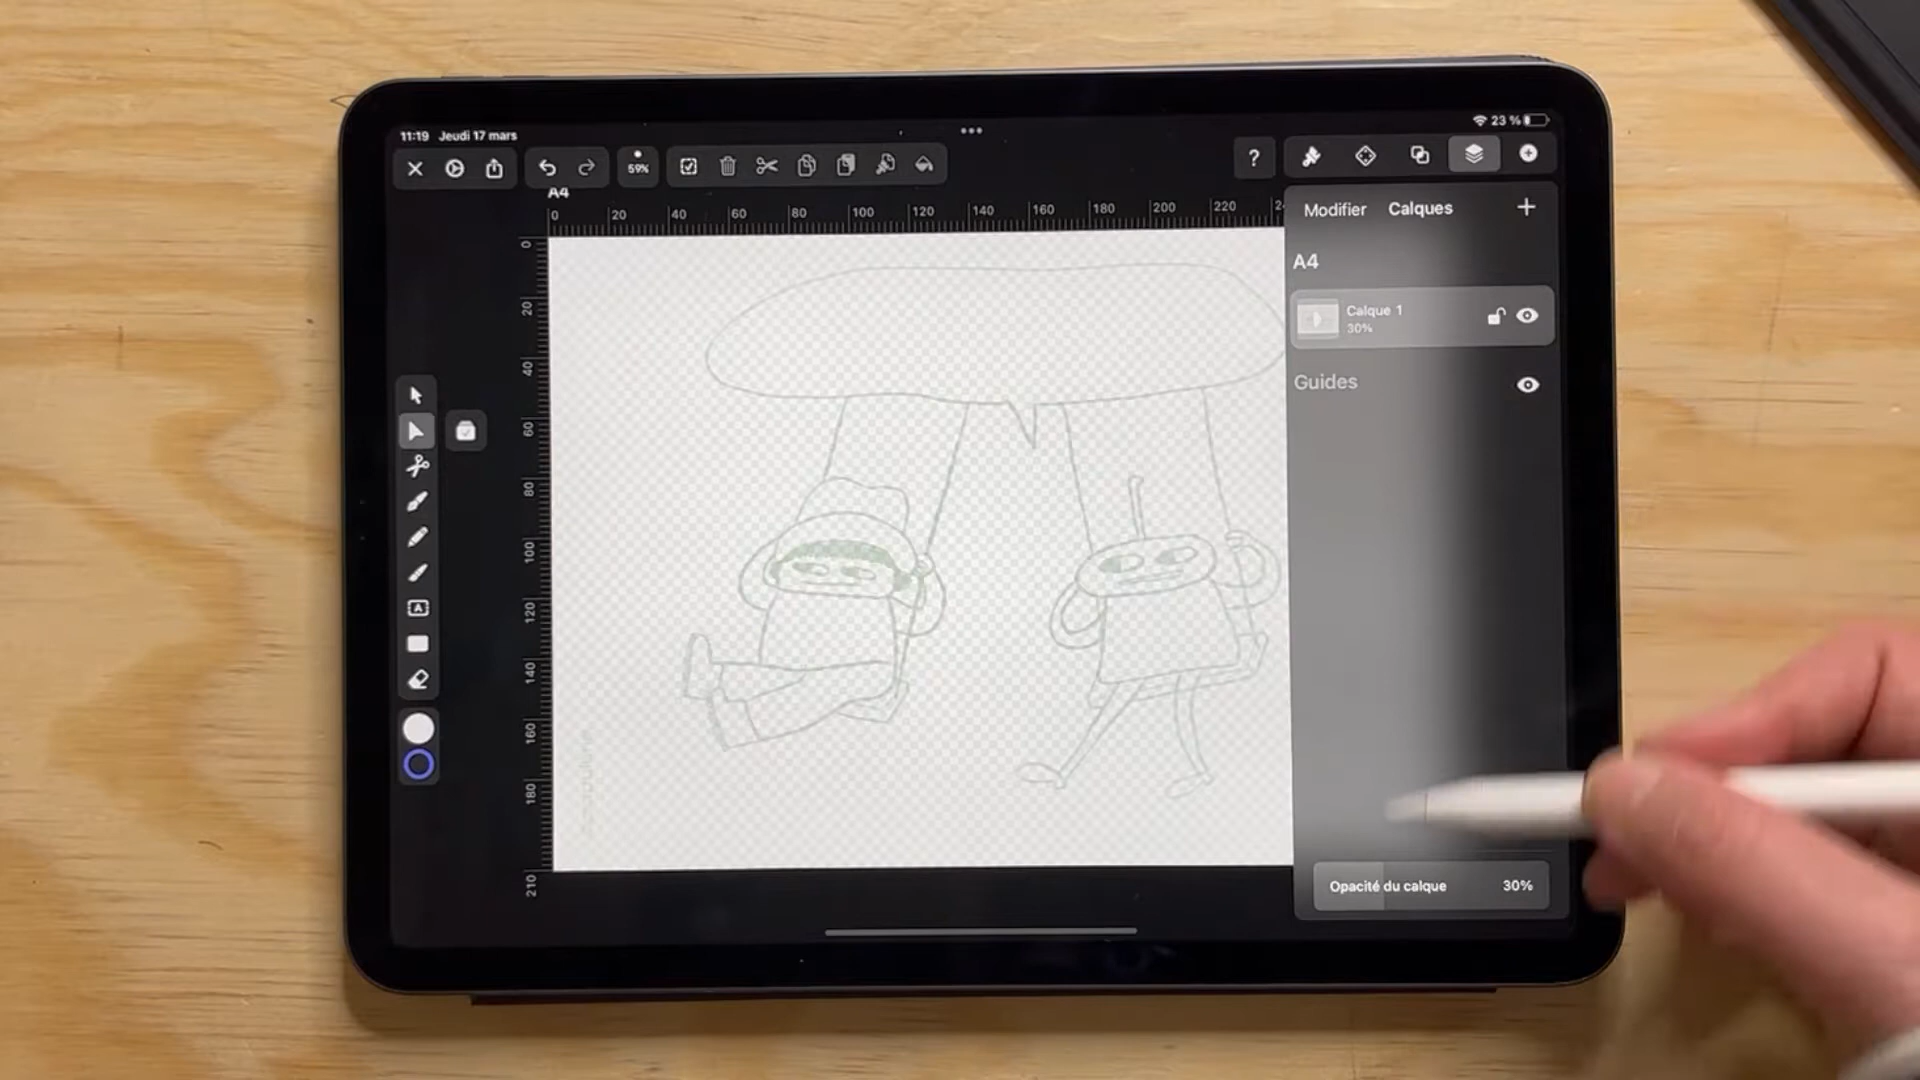 11:19 Jeudi 17 mars
23 %
59%
?
A4
0 20 40 60 80 100 120 140 160 180 200 220 2
0
20
40
60
80
100
120
140
160
180
210
A
Modifier Calques +
A4
Calque 1
30%
Guides
Opacité du calque 30%